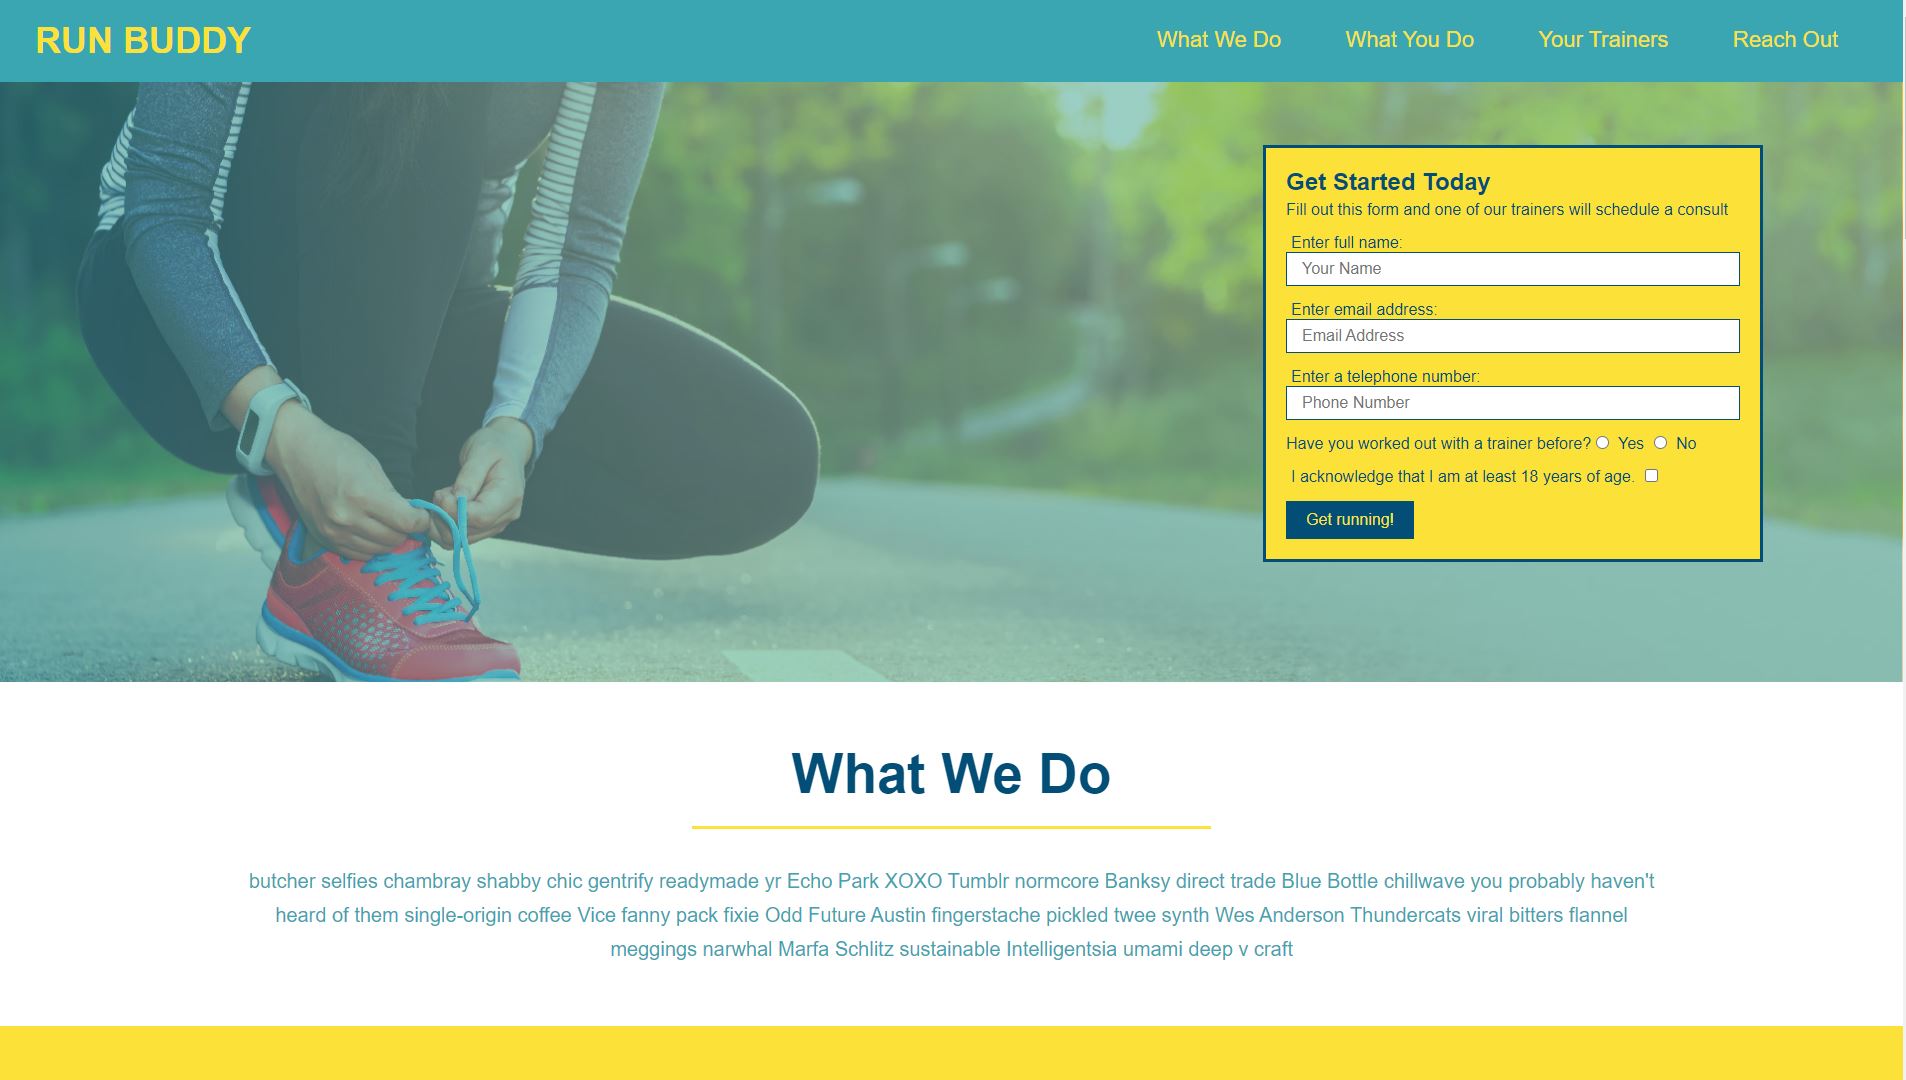 RUN BUDDY
What We Do
What You Do
Your Trainers
Reach Out
Get Started Today
Fill out this form and one of our trainers will schedule a consult
Enter full name:
Your Name
Enter email address:
Email Address
Enter a telephone number:
Phone Number
Have you worked out with a trainer before? Yes No
I acknowledge that I am at least 18 years of age.
Get running!
What We Do
butcher selfies chambray shabby chic gentrify readymade yr Echo Park XOXO Tumblr normcore Banksy direct trade Blue Bottle chillwave you probably haven't
heard of them single-origin coffee Vice fanny pack fixie Odd Future Austin fingerstache pickled twee synth Wes Anderson Thundercats viral bitters flannel
meggings narwhal Marfa Schlitz sustainable Intelligentsia umami deep v craft